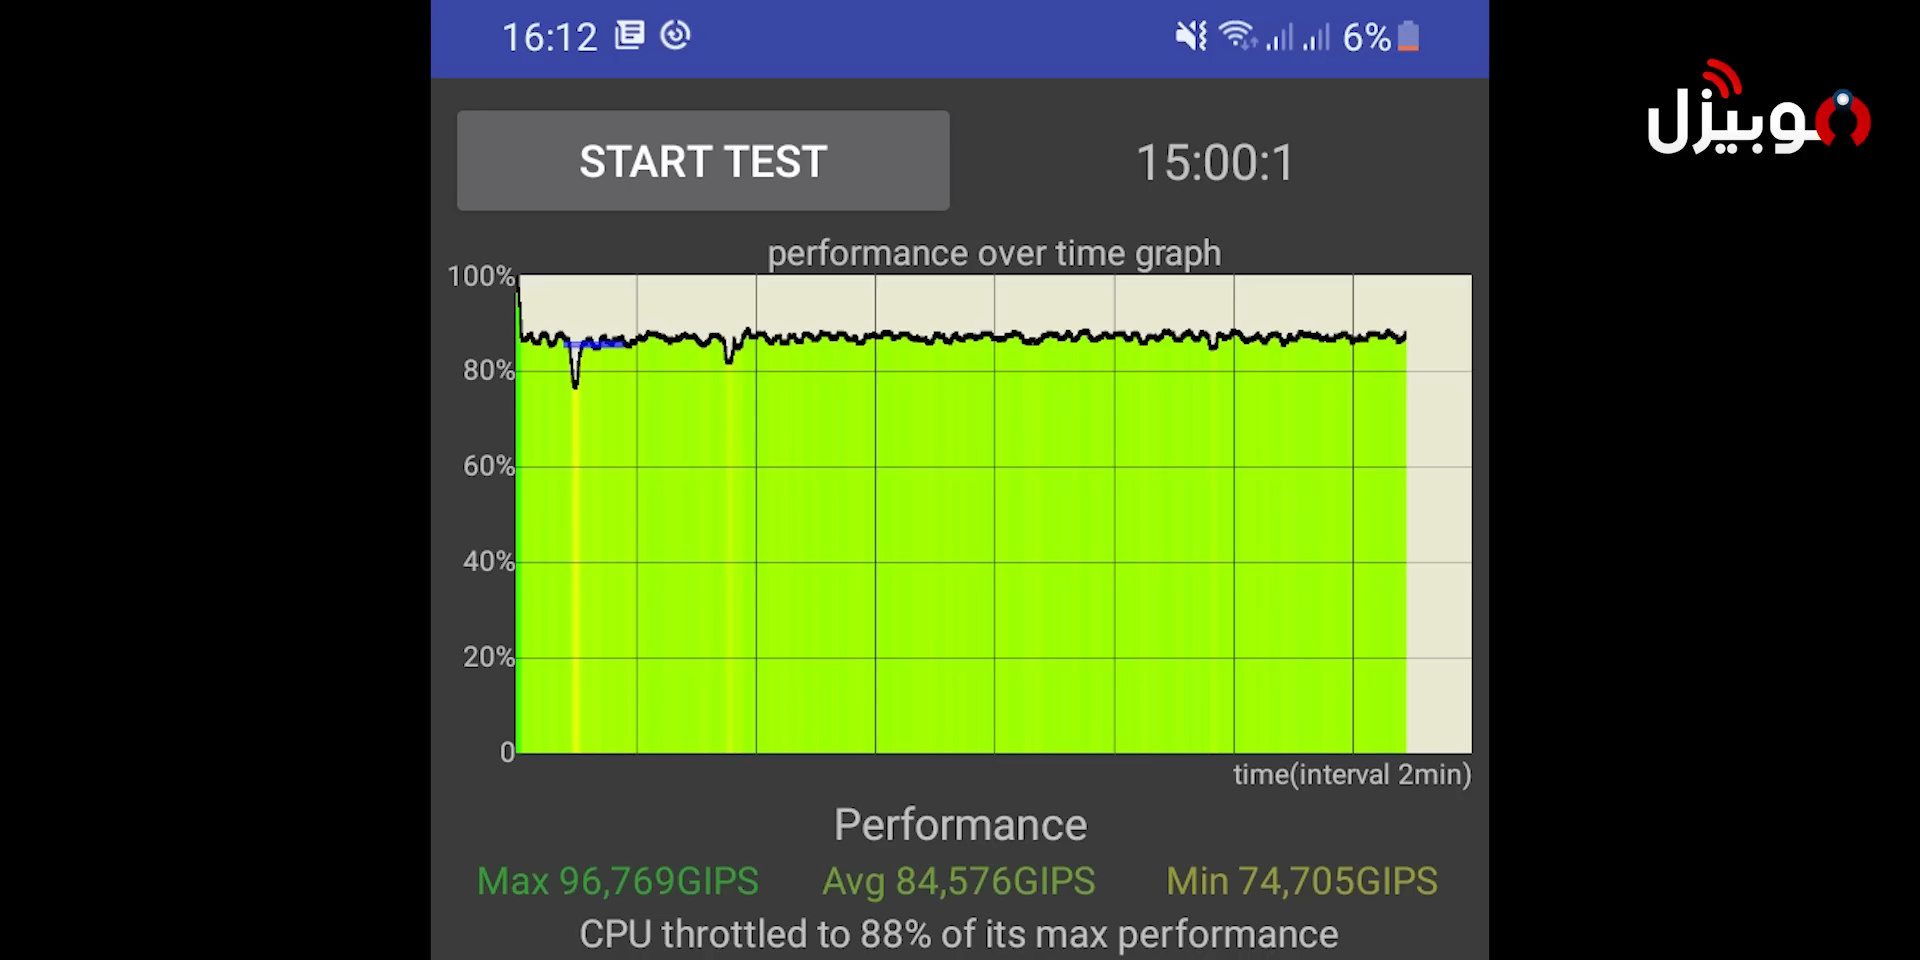 16:12
6%
موبيزل
START TEST
15:00:1
performance over time graph
100%
80%
60%
40%
20%
0
time(interval 2min)
Performance
Max 96,769GIPS
Avg 84,576GIPS
Min 74,705GIPS
CPU throttled to 88% of its max performance